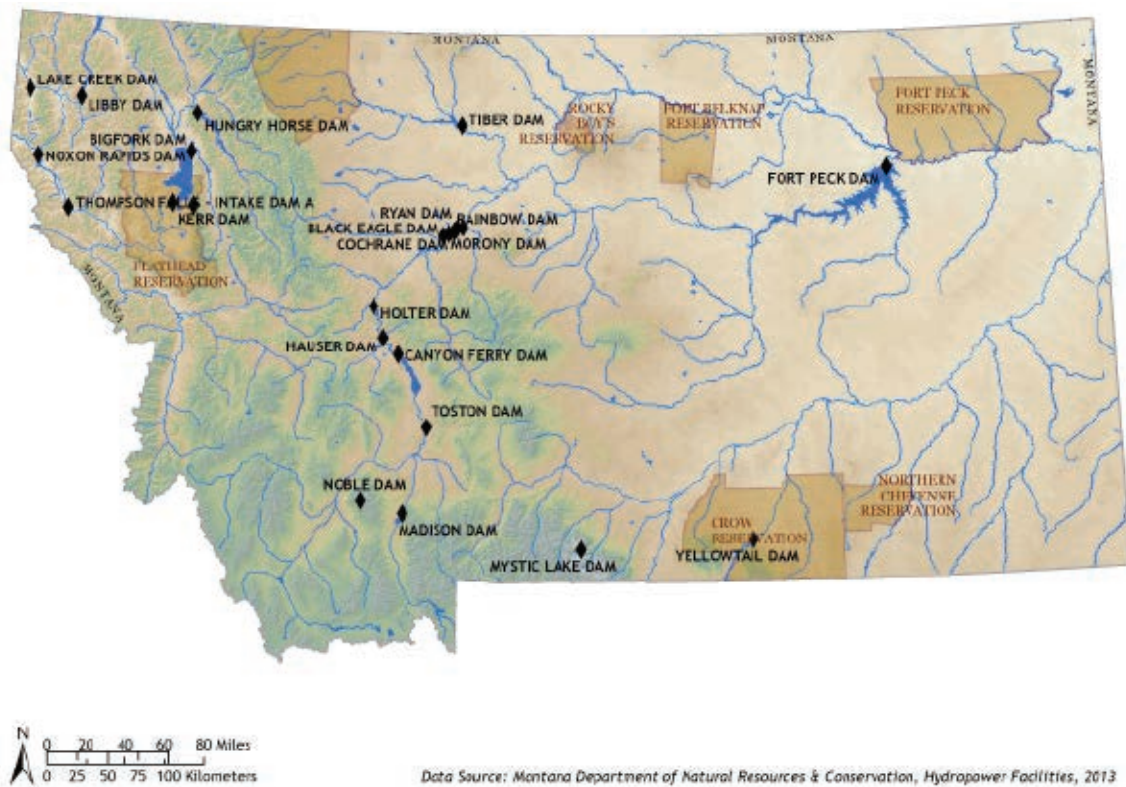 MONTANA
MONTANA
MONTANA
LAKE CREEK DAM
LIBBY DAM
HUNGRY HORSE DAM
BIGFORK DAM
NOXON RAPIDS DAM
THOMPSON FALLS - INTAKE DAM A
KERR DAM
FLATHEAD
RESERVATION
MONTANA
TIBER DAM
ROCKY
BOY'S
RESERVATION
FORT BELKNAP
RESERVATION
FORT PECK
RESERVATION
FORT PECK DAM
RYAN DAM
RAINBOW DAM
BLACK EAGLE DAM
COCHRANE DAM
MORONY DAM
HOLTER DAM
HAUSER DAM
CANYON FERRY DAM
TOSTON DAM
NOBLE DAM
MADISON DAM
MYSTIC LAKE DAM
CROW
RESERVATION
YELLOWTAIL DAM
NORTHERN
CHEYENNE
RESERVATION
N
0 20 40 60 80 Miles
0 25 50 75 100 Kilometers
Data Source: Montana Department of Natural Resources & Conservation, Hydropower Facilities, 2013